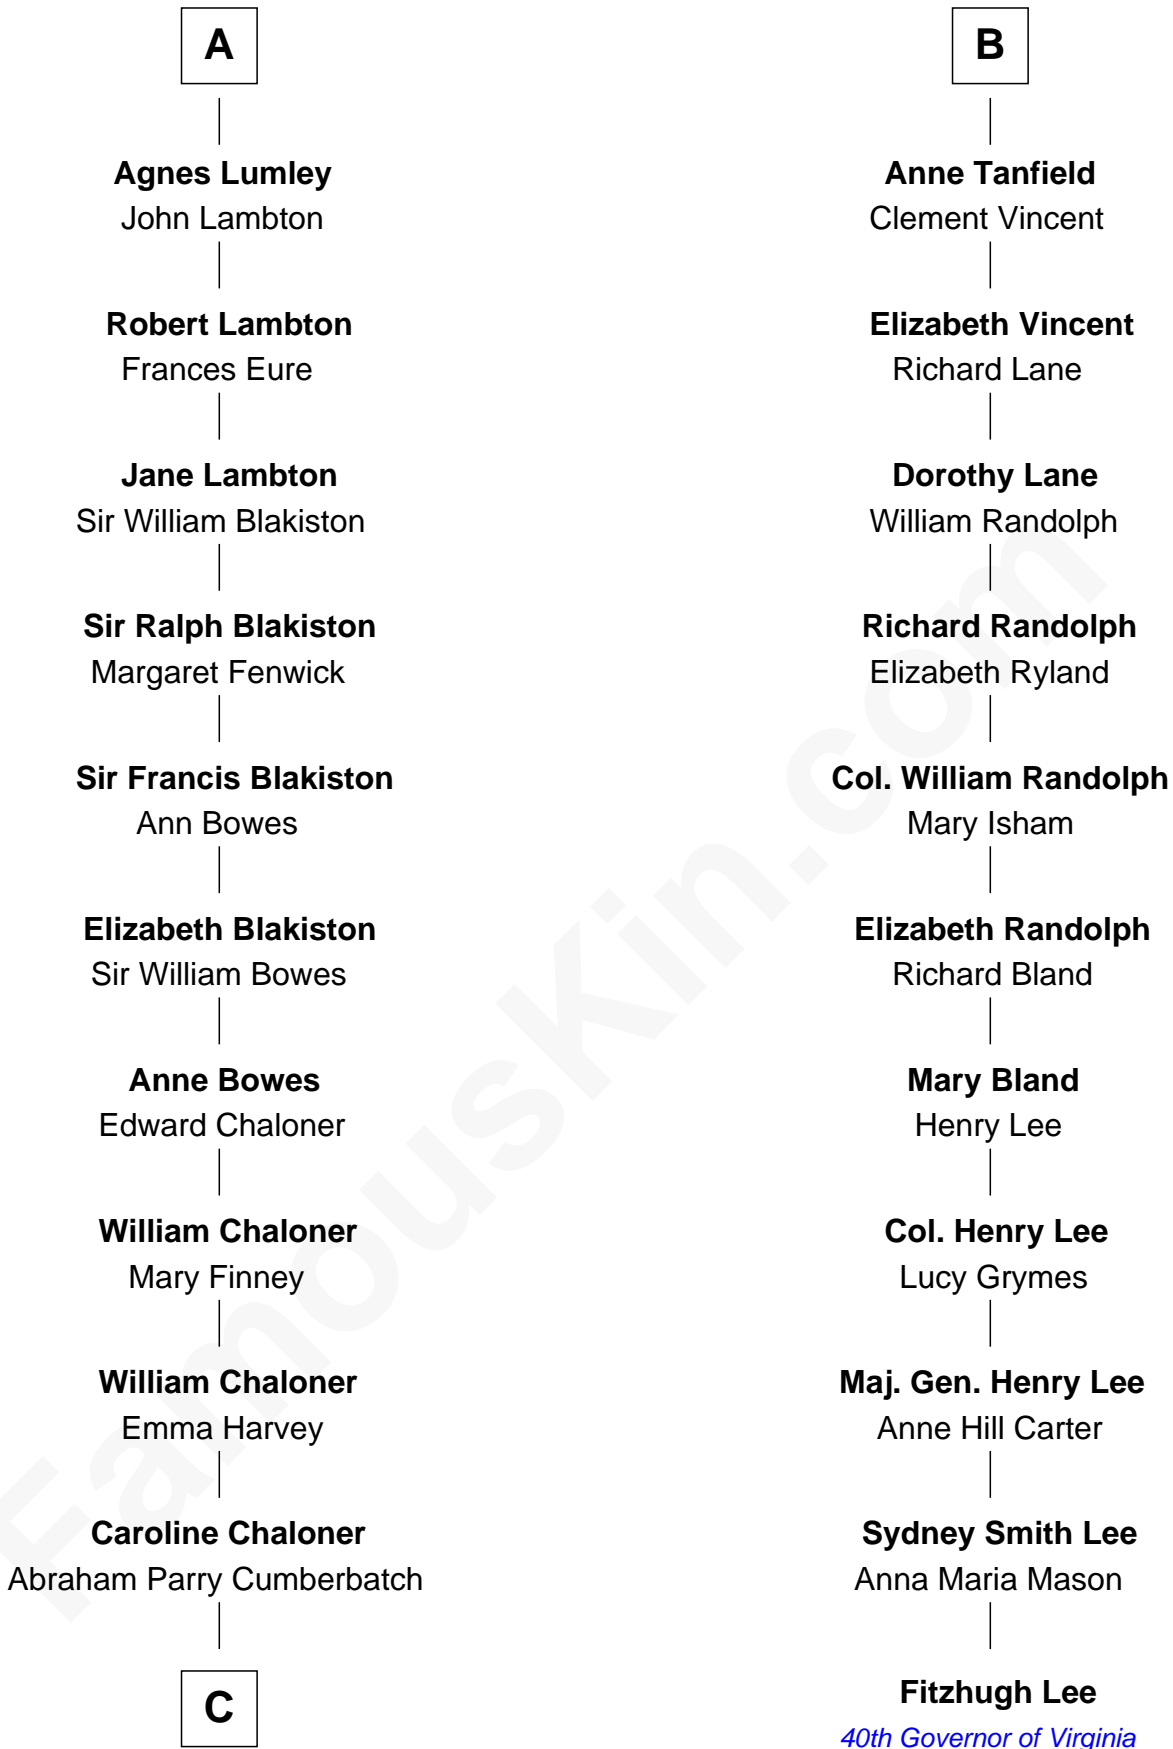 A
Agnes Lumley
John Lambton
Robert Lambton
Frances Eure
Jane Lambton
Sir William Blakiston
Sir Ralph Blakiston
Margaret Fenwick
Sir Francis Blakiston
Ann Bowes
Elizabeth Blakiston
Sir William Bowes
Anne Bowes
Edward Chaloner
William Chaloner
Mary Finney
William Chaloner
Emma Harvey
Caroline Chaloner
Abraham Parry Cumberbatch
C
B
Anne Tanfield
Clement Vincent
Elizabeth Vincent
Richard Lane
Dorothy Lane
William Randolph
Richard Randolph
Elizabeth Ryland
Col. William Randolph
Mary Isham
Elizabeth Randolph
Richard Bland
Mary Bland
Henry Lee
Col. Henry Lee
Lucy Grymes
Maj. Gen. Henry Lee
Anne Hill Carter
Sydney Smith Lee
Anna Maria Mason
Fitzhugh Lee
40th Governor of Virginia
FamousKin.com